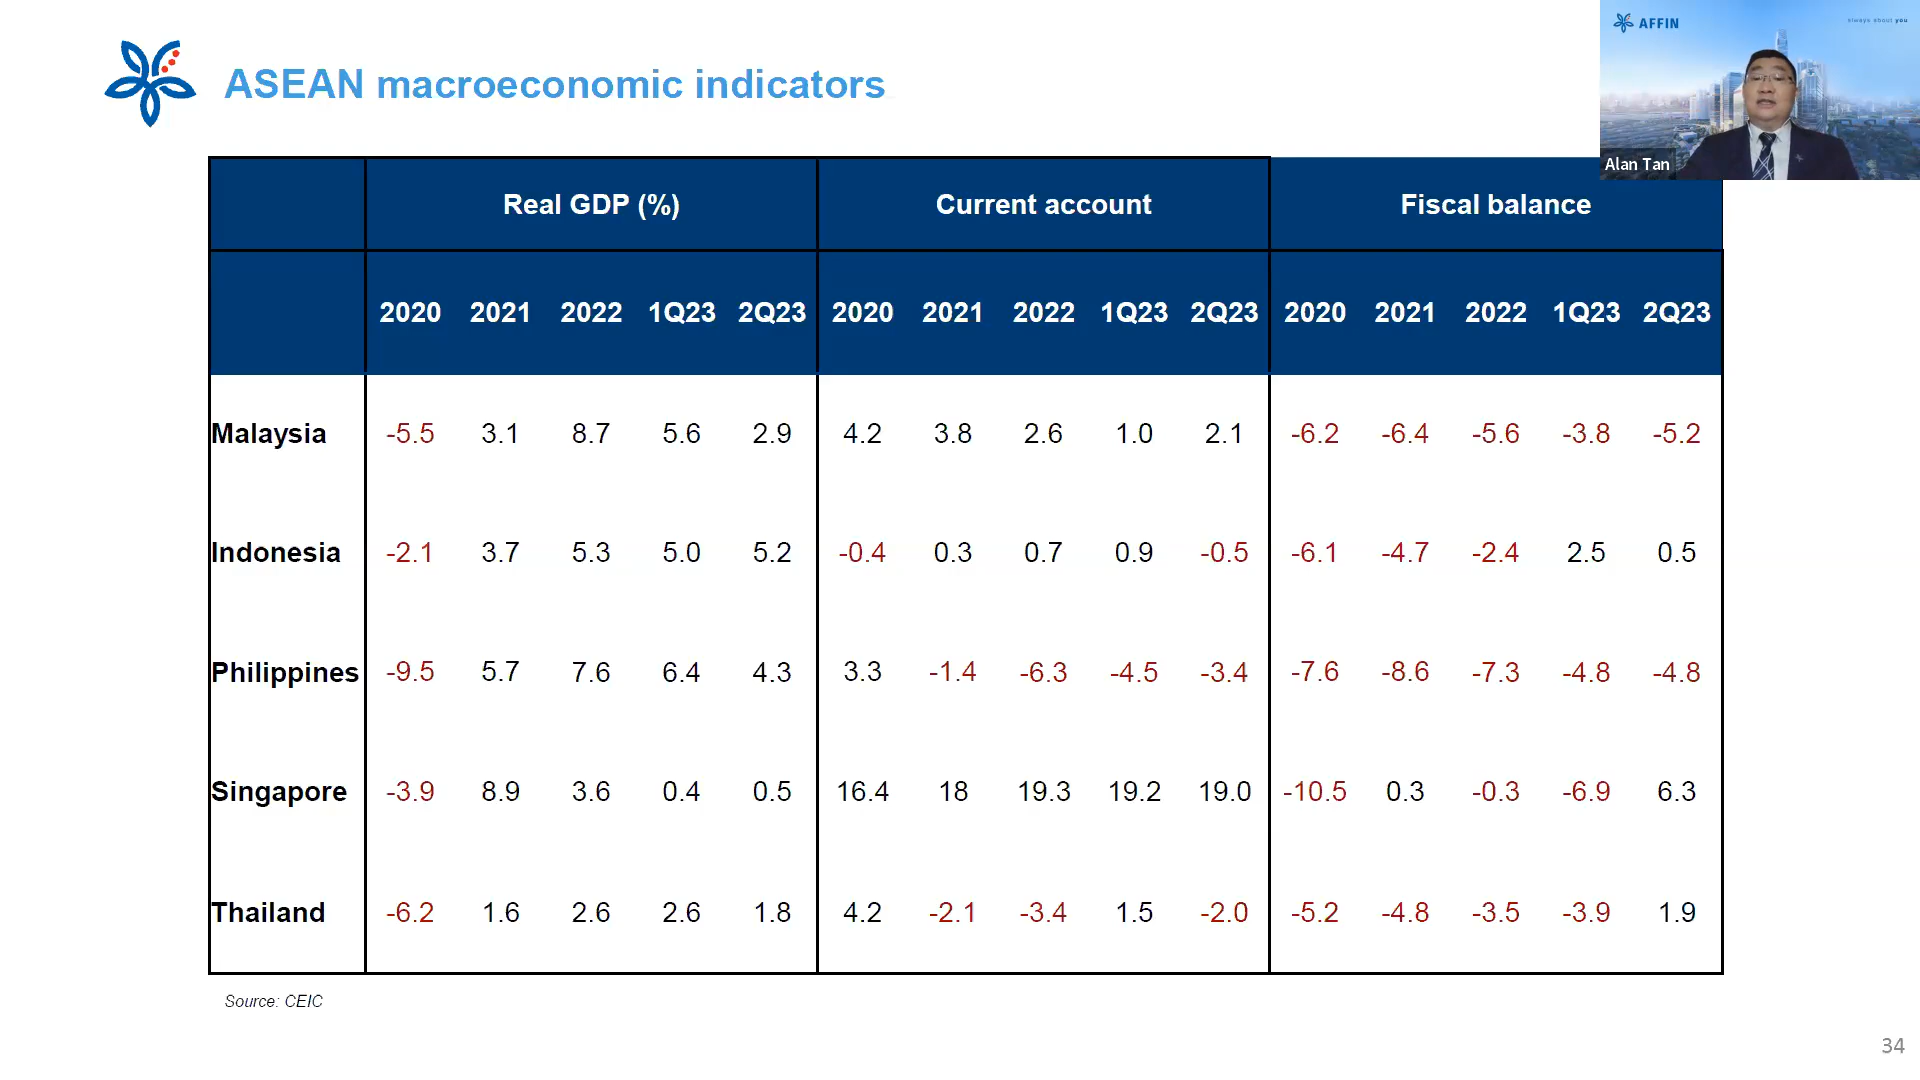 AFFIN
always about you
Alan Tan
ASEAN macroeconomic indicators
Real GDP (%) Current account Fiscal balance
2020 2021 2022 1Q23 2Q23 2020 2021 2022 1Q23 2Q23 2020 2021 2022 1Q23 2Q23
Malaysia -5.5 3.1 8.7 5.6 2.9 4.2 3.8 2.6 1.0 2.1 -6.2 -6.4 -5.6 -3.8 -5.2
Indonesia -2.1 3.7 5.3 5.0 5.2 -0.4 0.3 0.7 0.9 -0.5 -6.1 -4.7 -2.4 2.5 0.5
Philippines -9.5 5.7 7.6 6.4 4.3 3.3 -1.4 -6.3 -4.5 -3.4 -7.6 -8.6 -7.3 -4.8 -4.8
Singapore -3.9 8.9 3.6 0.4 0.5 16.4 18 19.3 19.2 19.0 -10.5 0.3 -0.3 -6.9 6.3
Thailand -6.2 1.6 2.6 2.6 1.8 4.2 -2.1 -3.4 1.5 -2.0 -5.2 -4.8 -3.5 -3.9 1.9
Source: CEIC
34